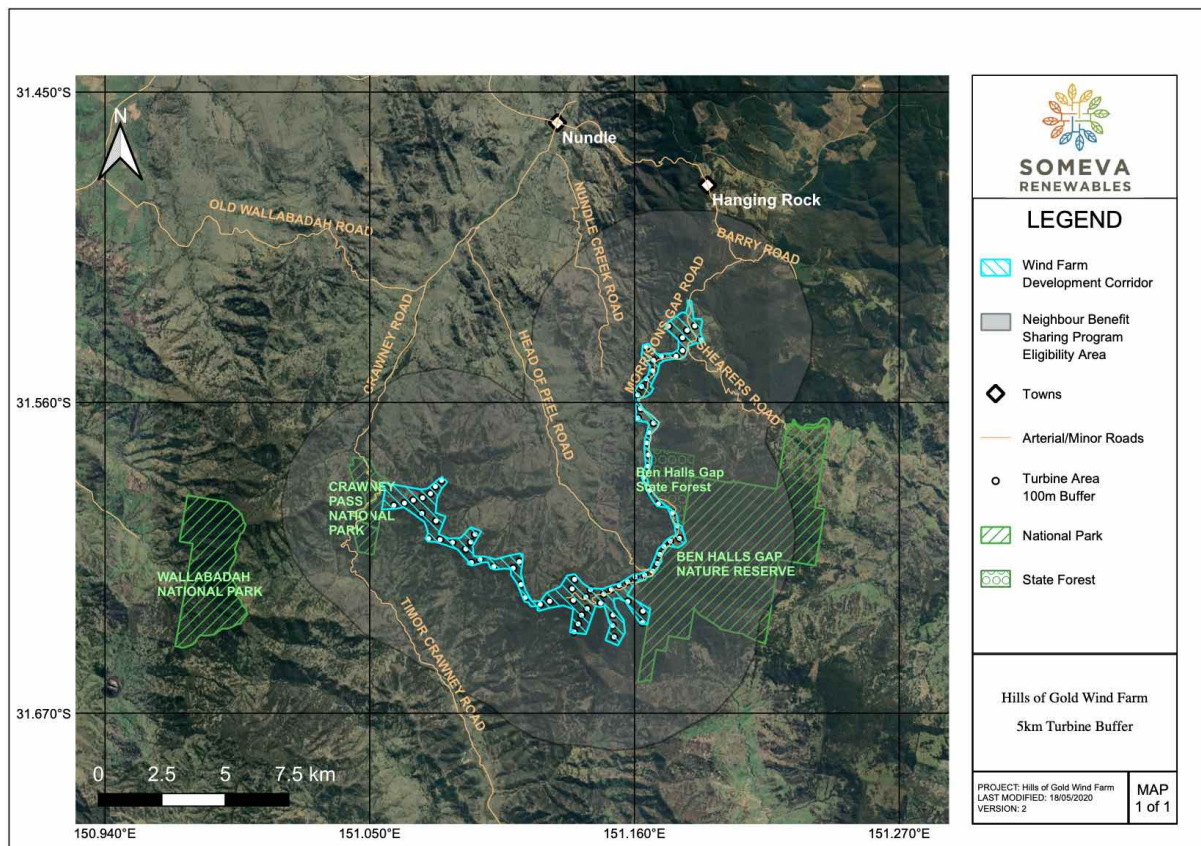 31.450°S
31.560°S
31.670°S
150.940°E
151.050°E
151.160°E
151.270°E
N
Nundle
Hanging Rock
OLD WALLABADAH ROAD
NUNDLE CREEK ROAD
BARRY ROAD
CRAWNEY ROAD
HEAD OF PEEL ROAD
MORRISONS GAP ROAD
SHEARERS ROAD
Ben Halls Gap
State Forest
CRAWNEY
PASS
NATIONAL
PARK
WALLABADAH
NATIONAL PARK
BEN HALLS GAP
NATURE RESERVE
TIMOR CRAWNEY ROAD
0 2.5 5 7.5 km
SOMEVA
RENEWABLES
LEGEND
Wind Farm
Development Corridor
Neighbour Benefit
Sharing Program
Eligibility Area
Towns
Arterial/Minor Roads
Turbine Area
100m Buffer
National Park
State Forest
Hills of Gold Wind Farm
5km Turbine Buffer
PROJECT: Hills of Gold Wind Farm
LAST MODIFIED: 18/05/2020
VERSION: 2
MAP
1 of 1